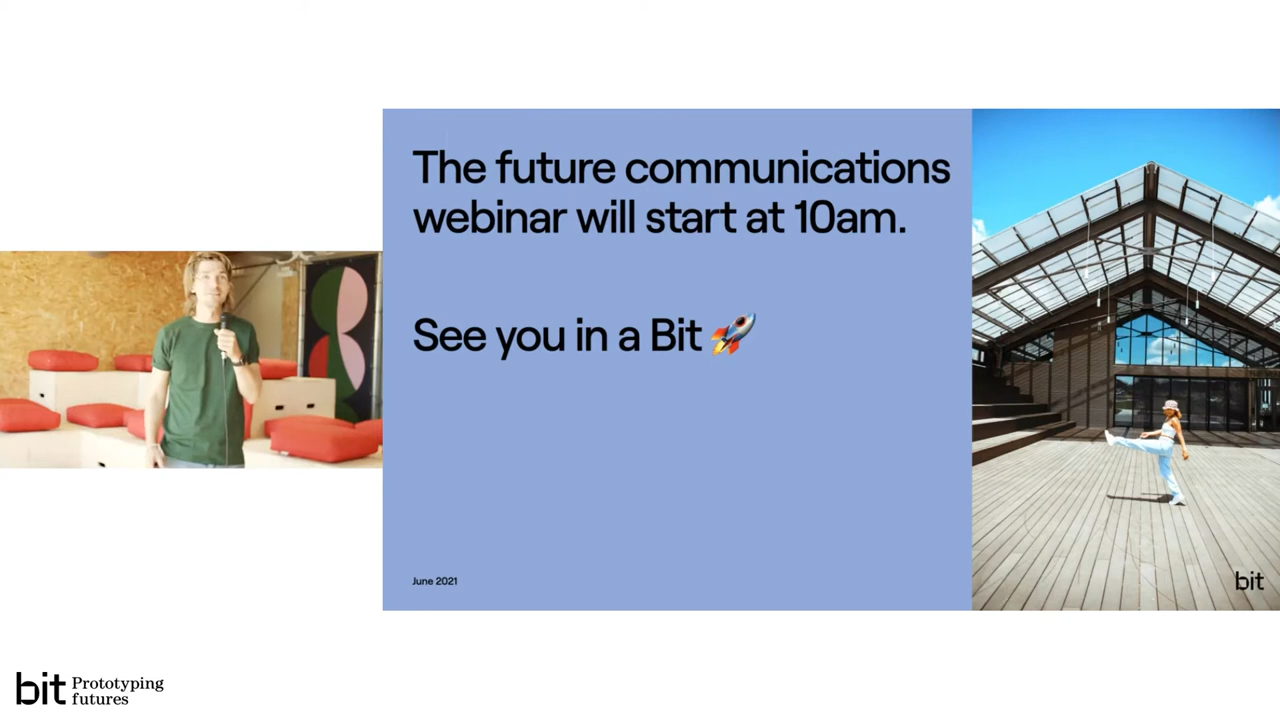 The future communications
webinar will start at 10am.
See you in a Bit 🚀
June 2021
bit
bit Prototyping
futures